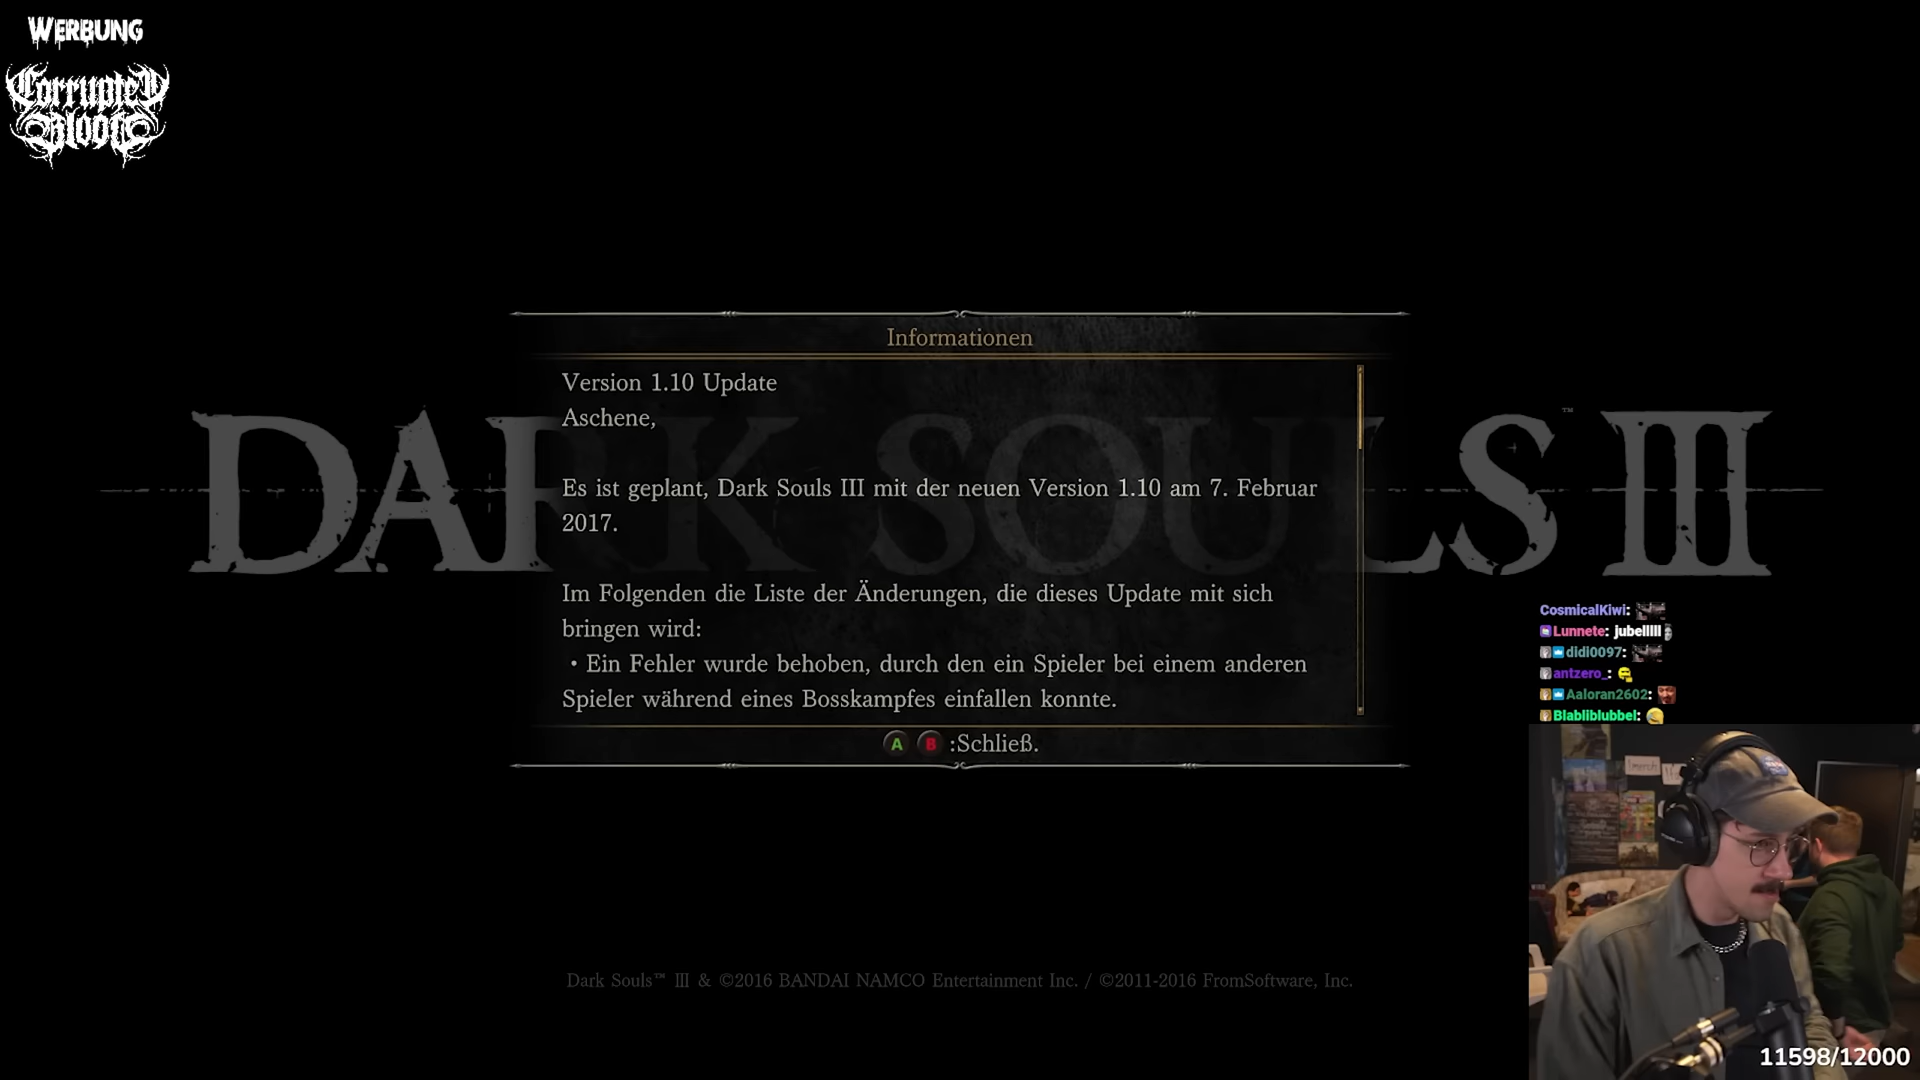 WERBUNG
Corrupted
Blood
Informationen
Version 1.10 Update
Aschene,
Es ist geplant, Dark Souls III mit der neuen Version 1.10 am 7. Februar
2017.
Im Folgenden die Liste der Änderungen, die dieses Update mit sich
bringen wird:
• Ein Fehler wurde behoben, durch den ein Spieler bei einem anderen
Spieler während eines Bosskampfes einfallen konnte.
A B :Schließ.
DARK SOULS III ™
Dark Souls™ III & ©2016 BANDAI NAMCO Entertainment Inc. / ©2011-2016 FromSoftware, Inc.
CosmicalKiwi:
Lunnete: jubelllll
didi0097:
antzero_:
Aaloran2602:
Blabliblubbel:
11598/12000